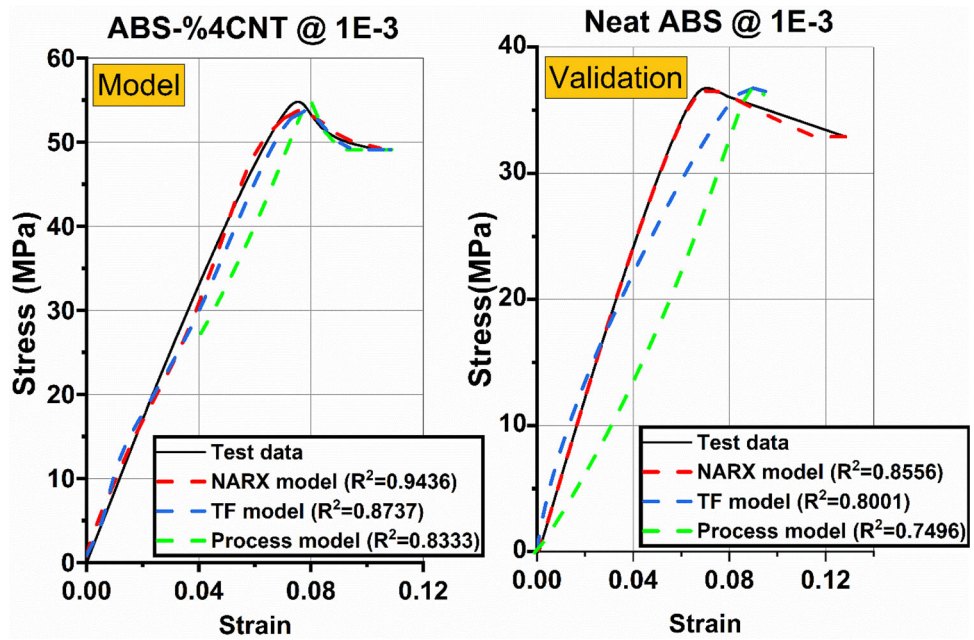 ABS-%4CNT @ 1E-3
Model
Stress (MPa)
60
50
40
30
20
10
0
0.00
0.04
0.08
0.12
Strain
Test data
NARX model (R²=0.9436)
TF model (R²=0.8737)
Process model (R²=0.8333)
Neat ABS @ 1E-3
Validation
Stress(MPa)
40
30
20
10
0
0.00
0.04
0.08
0.12
Strain
Test data
NARX model (R²=0.8556)
TF model (R²=0.8001)
Process model (R²=0.7496)